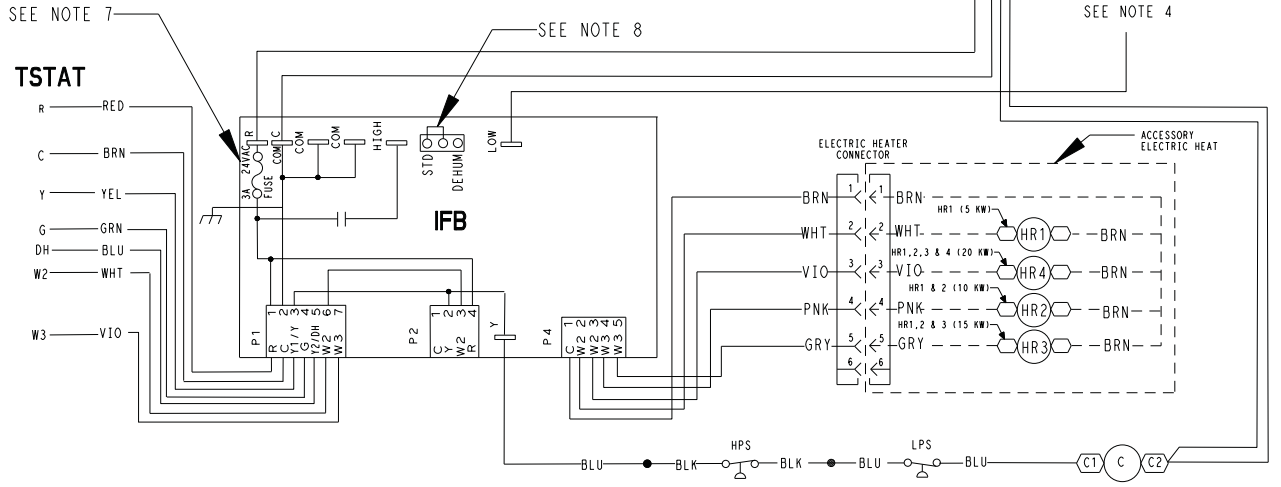 SEE NOTE 7
SEE NOTE 8
SEE NOTE 4
TSTAT
R RED
C BRN
Y YEL
G GRN
DH BLU
W2 WHT
W3 VIO
R
24VAC
3A
FUSE
C
COM
COM
COM
HIGH
STD
DEHUM
LOW
IFB
P1
1 2 3 4 5 6 7
R C Y1/Y G Y2/DH W2 W3
P2
1 2 3 4
C Y W2 R
Y
P4
1 2 3 4 5
C W2 W2 W3 W3
ELECTRIC HEATER
CONNECTOR
ACCESSORY
ELECTRIC HEAT
BRN 1 1 BRN
HR1 (5 KW)
WHT 2 2 WHT HR1 BRN
HR1,2,3 & 4 (20 KW)
VIO 3 3 VIO HR4 BRN
HR1 & 2 (10 KW)
PNK 4 4 PNK HR2 BRN
HR1,2 & 3 (15 KW)
GRY 5 5 GRY HR3 BRN
6 6
HPS
LPS
BLU BLK BLK BLU BLU C1 C C2